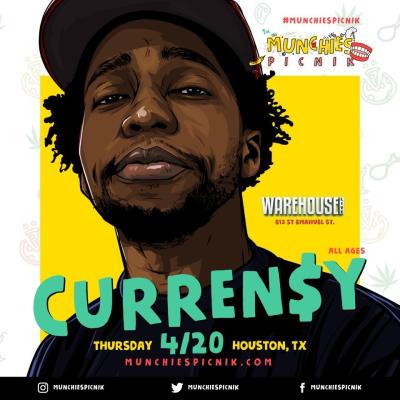 #MUNCHIESPICNIK
The
MUNCHIES
PICNIK
WAREHOUSE LIVE
813 ST EMANUEL ST.
ALL AGES
CURREN$Y
THURSDAY 4/20 HOUSTON, TX
MUNCHIESPICNIK.COM
MUNCHIESPICNIK MUNCHIESPICNIK MUNCHIESPICNIK